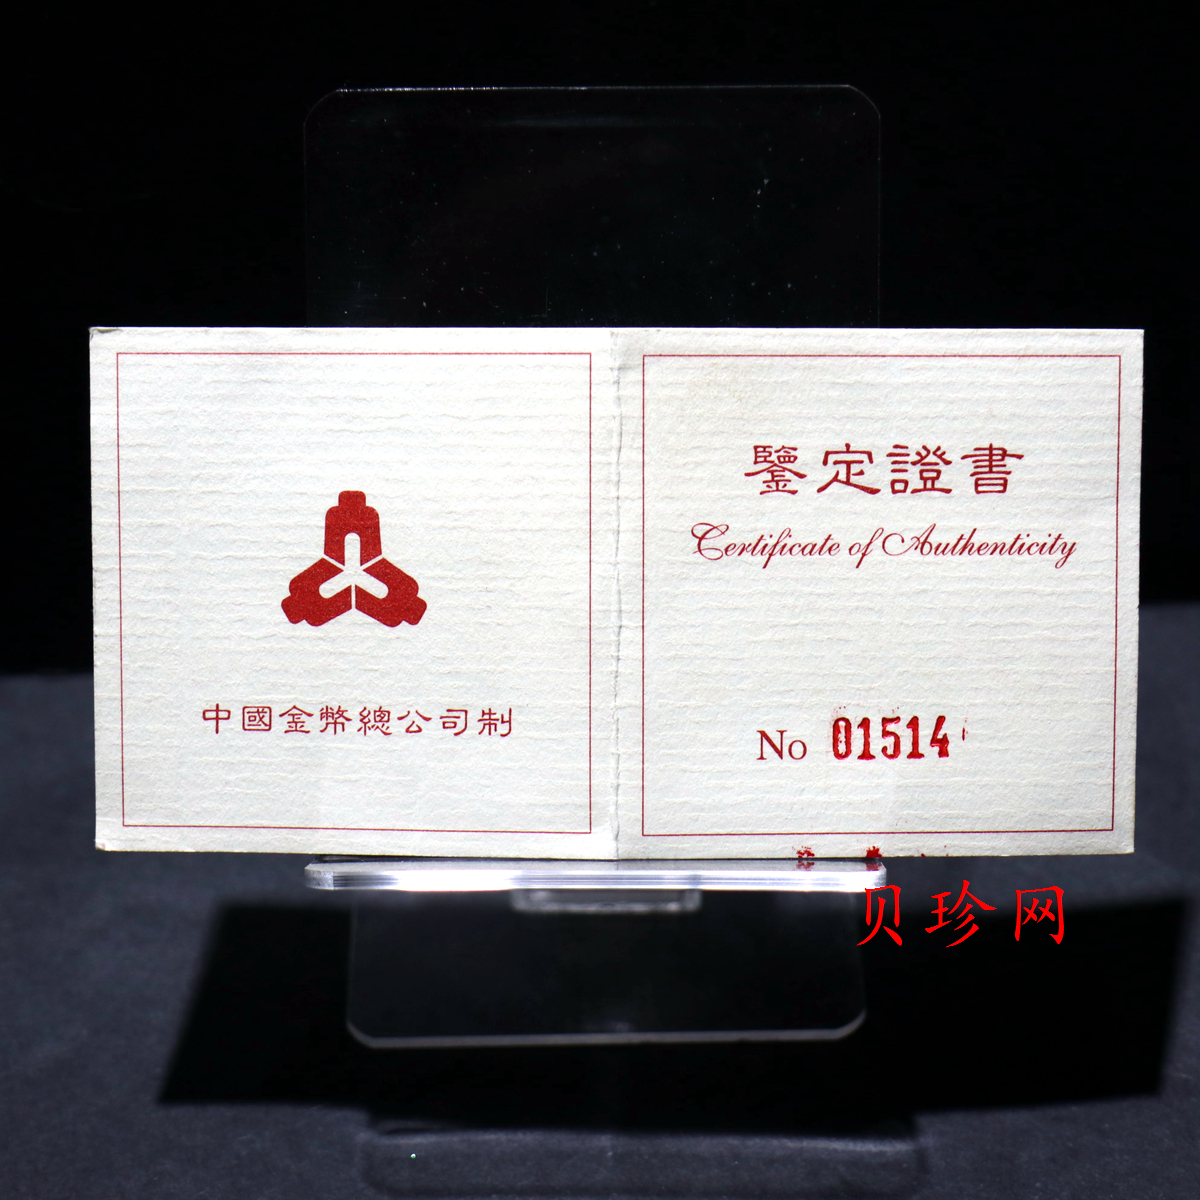 中國金幣總公司制
鑒定證書
Certificate of Authenticity
No 01514
贝珍网